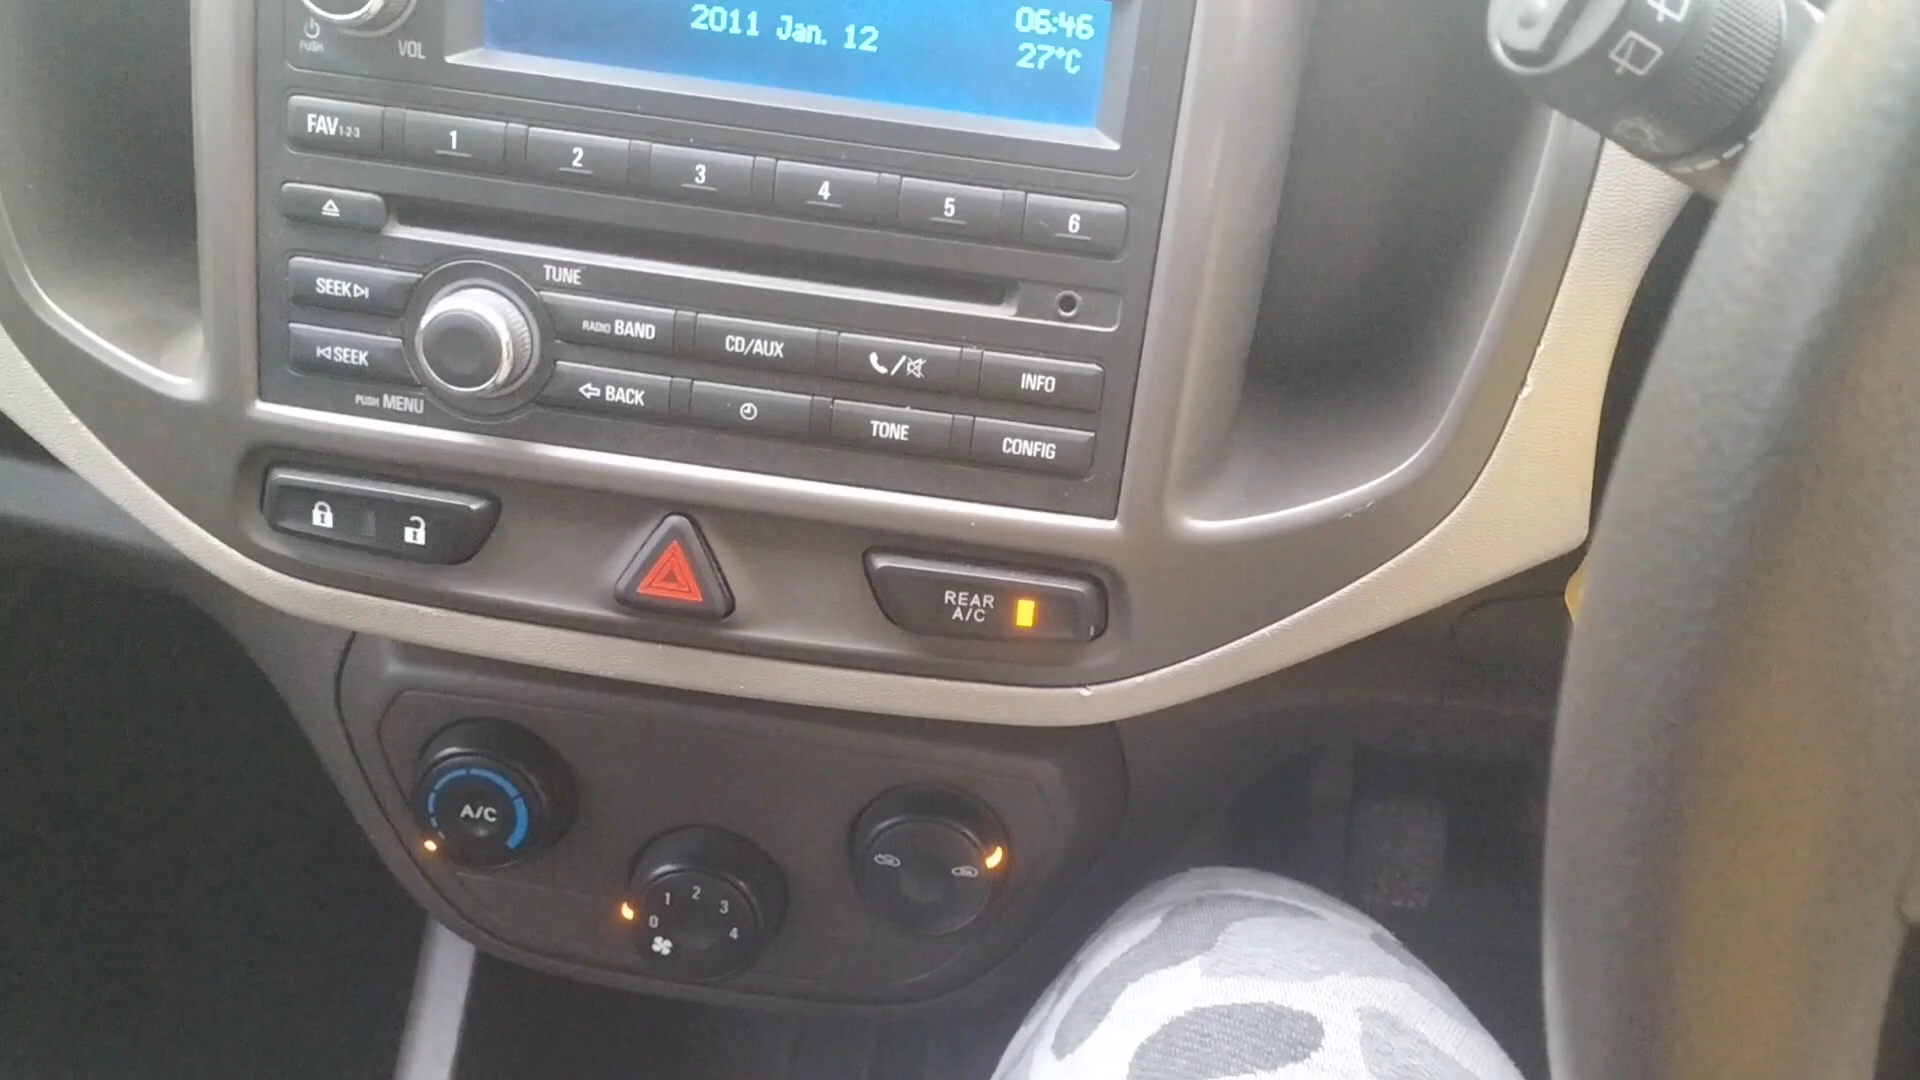 2011 Jan. 12
06:46
27°C
PUSH
VOL
FAV1-2-3
1
2
3
4
5
6
SEEK
TUNE
RADIO BAND
CD/AUX
INFO
SEEK
BACK
TONE
CONFIG
PUSH MENU
REAR
A/C
A/C
0 1 2 3 4